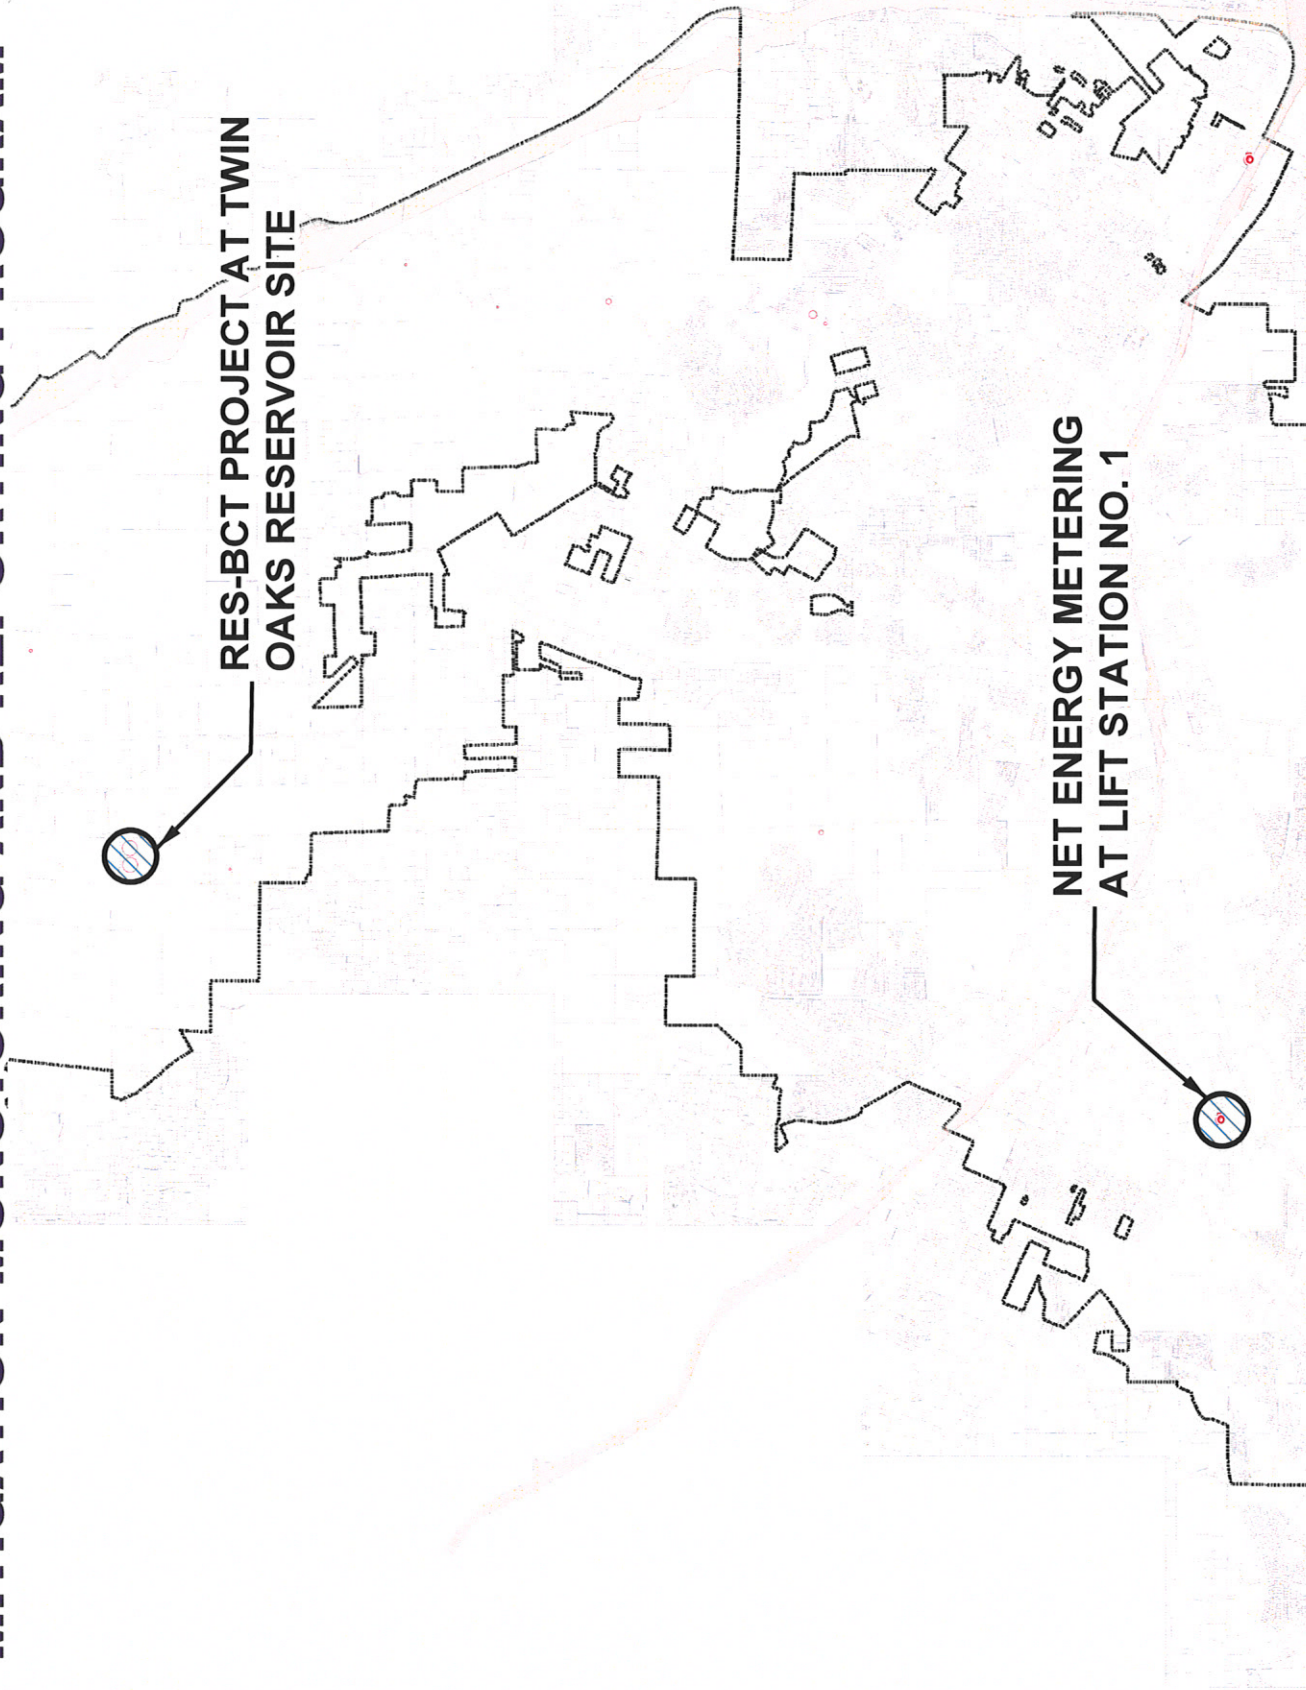 RES-BCT PROJECT AT TWIN
OAKS RESERVOIR SITE
NET ENERGY METERING
AT LIFT STATION NO. 1